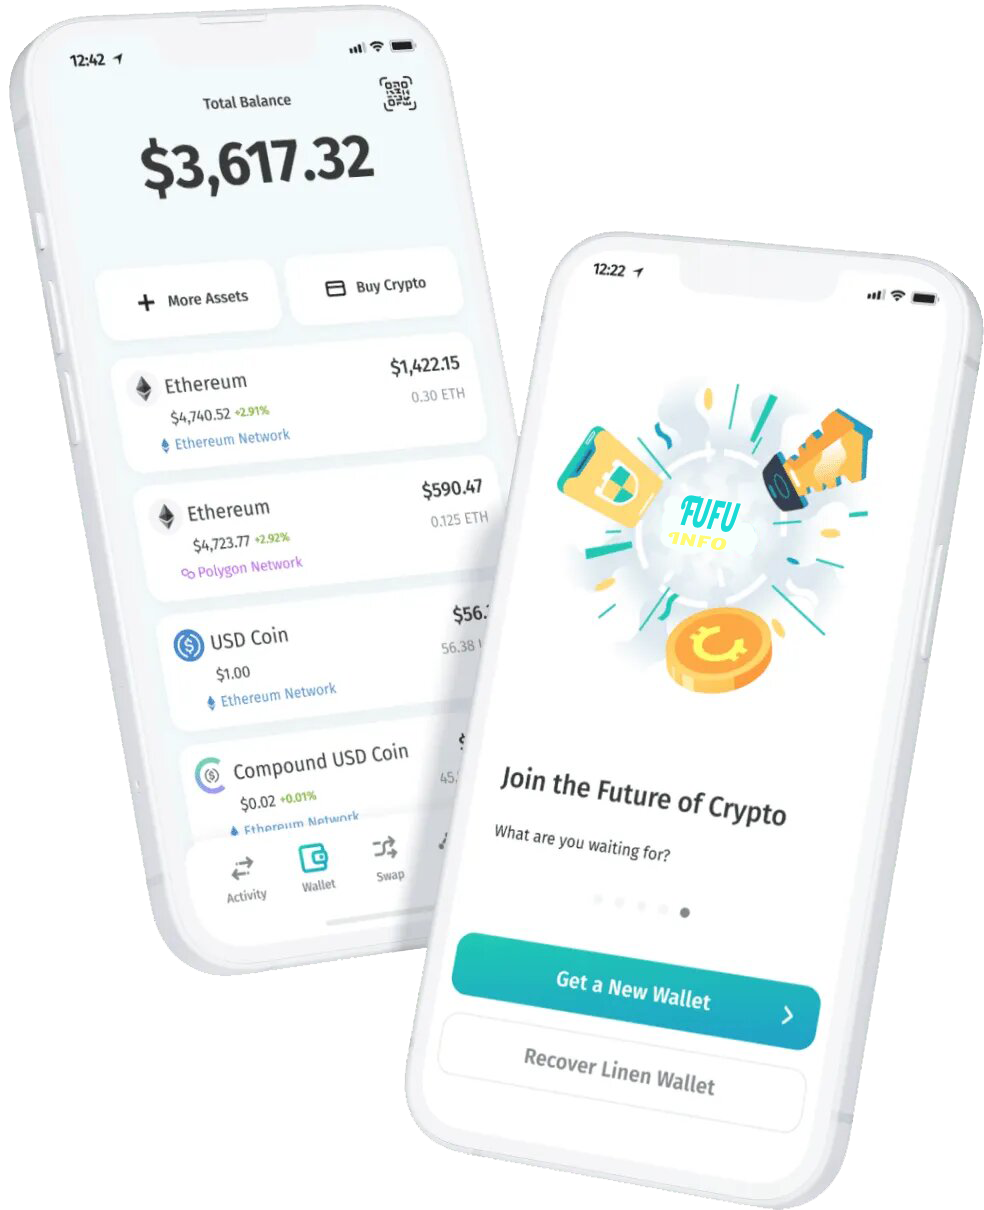 12:42
Total Balance
$3,617.32
More Assets
Buy Crypto
Ethereum
$1,422.15
$4,740.52 +2.91%
0.30 ETH
Ethereum Network
Ethereum
$590.47
$4,723.77 +2.92%
0.125 ETH
Polygon Network
USD Coin
$56.
$1.00
56.38
Ethereum Network
Compound USD Coin
$
$0.02 +0.01%
45.
Ethereum Network
Activity
Wallet
Swap
12:22
FUFU
INFO
Join the Future of Crypto
What are you waiting for?
Get a New Wallet
Recover Linen Wallet